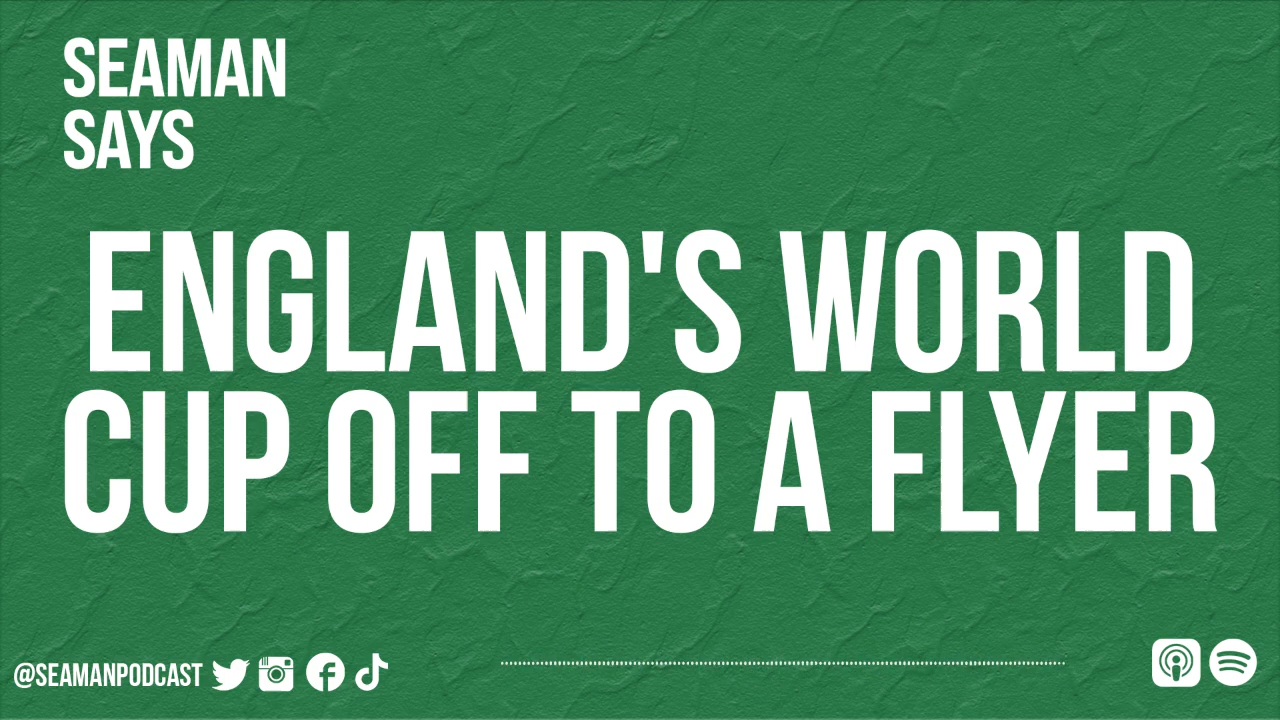 SEAMAN
SAYS
ENGLAND'S WORLD
CUP OFF TO A FLYER
@SEAMANPODCAST